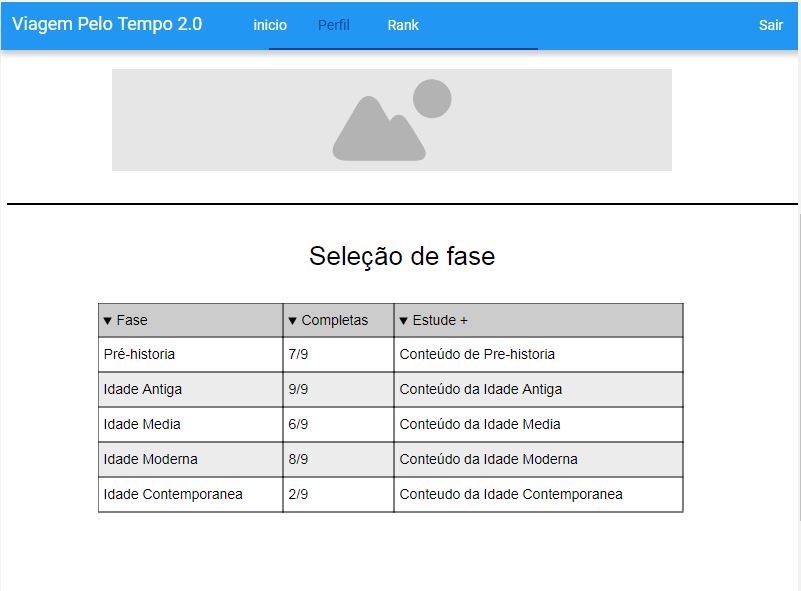 Viagem Pelo Tempo 2.0 inicio Perfil Rank Sair
Seleção de fase
▼ Fase ▼ Completas ▼ Estude +
Pré-historia 7/9 Conteúdo de Pre-historia
Idade Antiga 9/9 Conteúdo da Idade Antiga
Idade Media 6/9 Conteúdo da Idade Media
Idade Moderna 8/9 Conteúdo da Idade Moderna
Idade Contemporanea 2/9 Conteudo da Idade Contemporanea